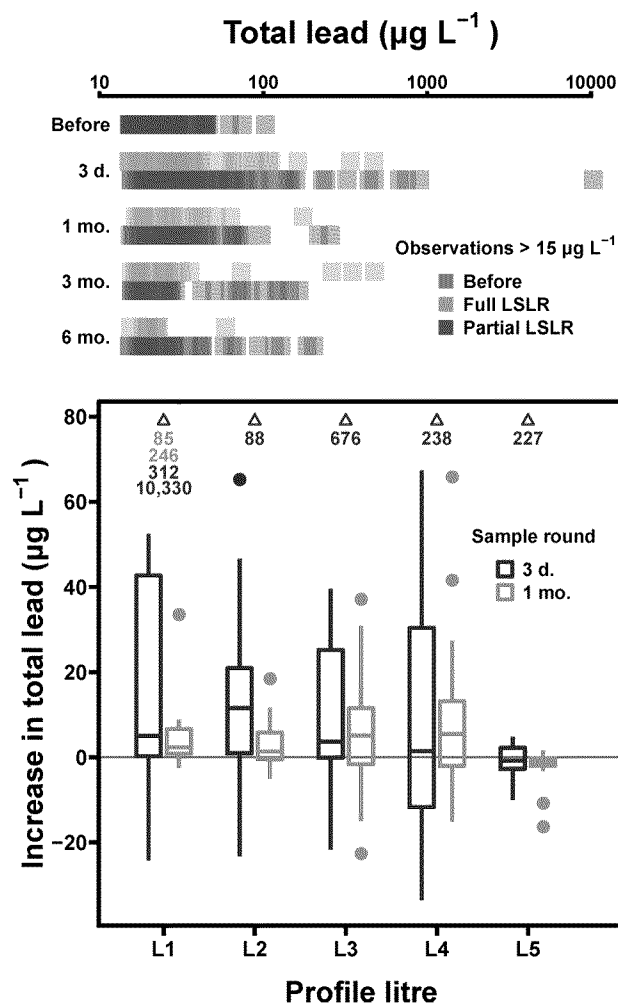 Total lead (µg L⁻¹ )
10 100 1000 10000
Before
3 d.
1 mo.
3 mo.
6 mo.
Observations > 15 µg L⁻¹
Before
Full LSLR
Partial LSLR
Increase in total lead (µg L⁻¹ )
80
60
40
20
0
−20
85 88 676 238 227
246
312
10,330
Sample round
3 d.
1 mo.
L1 L2 L3 L4 L5
Profile litre